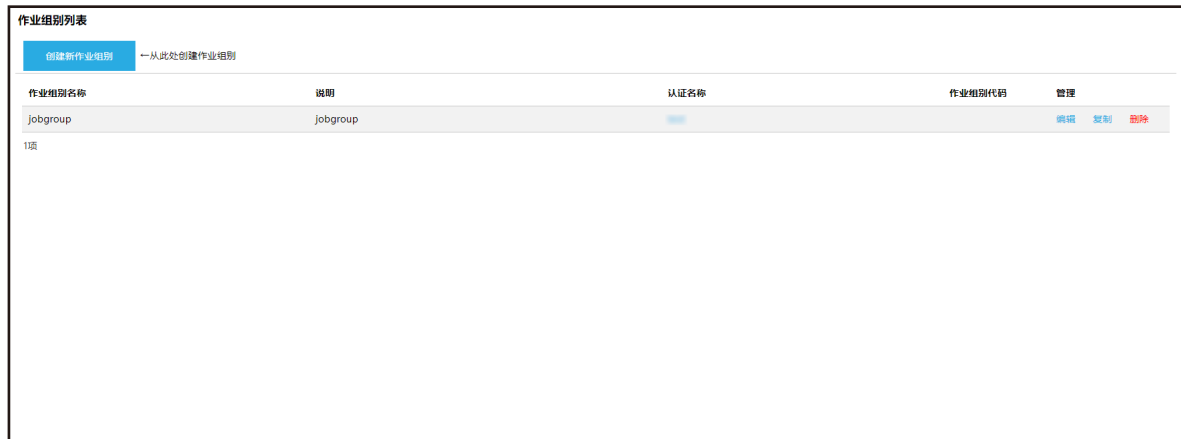 作业组别列表
创建新作业组别 ←从此处创建作业组别
作业组别名称 说明 认证名称 作业组别代码 管理
jobgroup jobgroup 编辑 复制 删除
1项